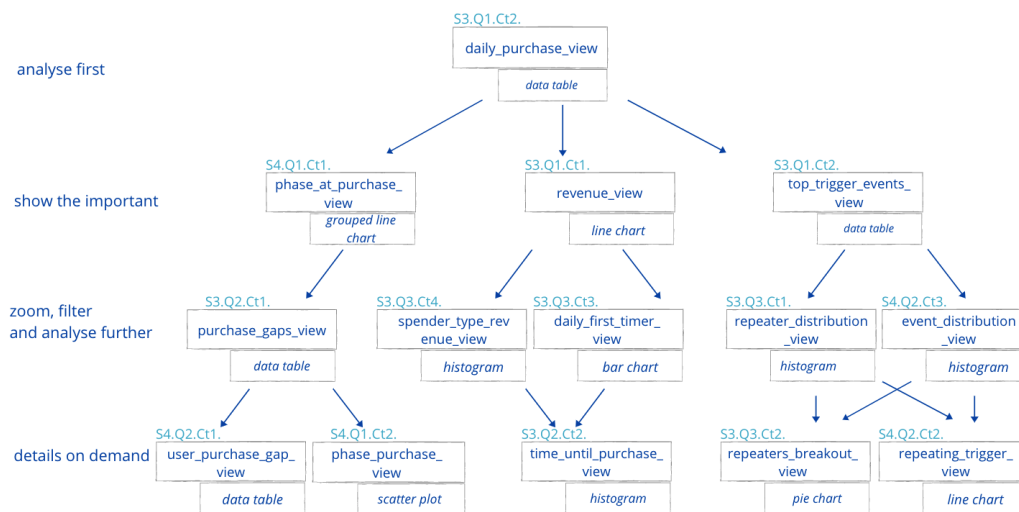 S3.Q1.Ct2.
daily_purchase_view
data table
analyse first
S4.Q1.Ct1.
phase_at_purchase_
view
grouped line
chart
S3.Q1.Ct1.
revenue_view
line chart
S3.Q1.Ct2.
top_trigger_events_
view
data table
show the important
S3.Q2.Ct1.
purchase_gaps_view
data table
S3.Q3.Ct4.
spender_type_rev
enue_view
histogram
S3.Q3.Ct3.
daily_first_timer_
view
bar chart
S3.Q3.Ct1.
repeater_distribution
_view
histogram
S4.Q2.Ct3.
event_distribution
_view
histogram
zoom, filter
and analyse further
details on demand
S4.Q2.Ct1.
user_purchase_gap_
view
data table
S4.Q1.Ct2.
phase_purchase_
view
scatter plot
S3.Q2.Ct2.
time_until_purchase_
view
histogram
S3.Q3.Ct2.
repeaters_breakout_
view
pie chart
S4.Q2.Ct2.
repeating_trigger_
view
line chart